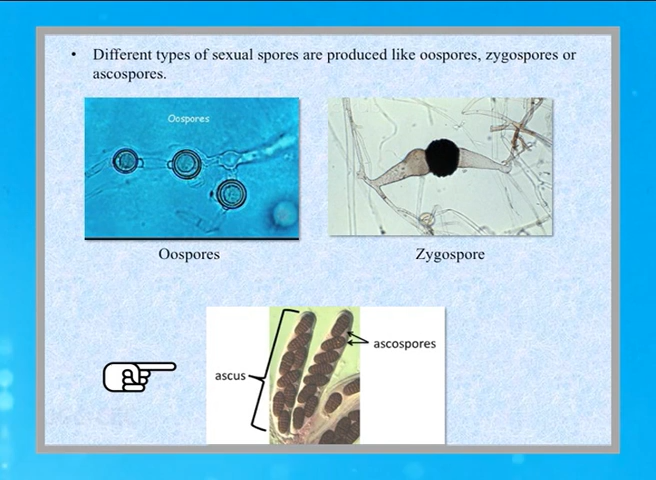 • Different types of sexual spores are produced like oospores, zygospores or
ascospores.
Oospores
Oospores
Zygospore
ascospores
ascus